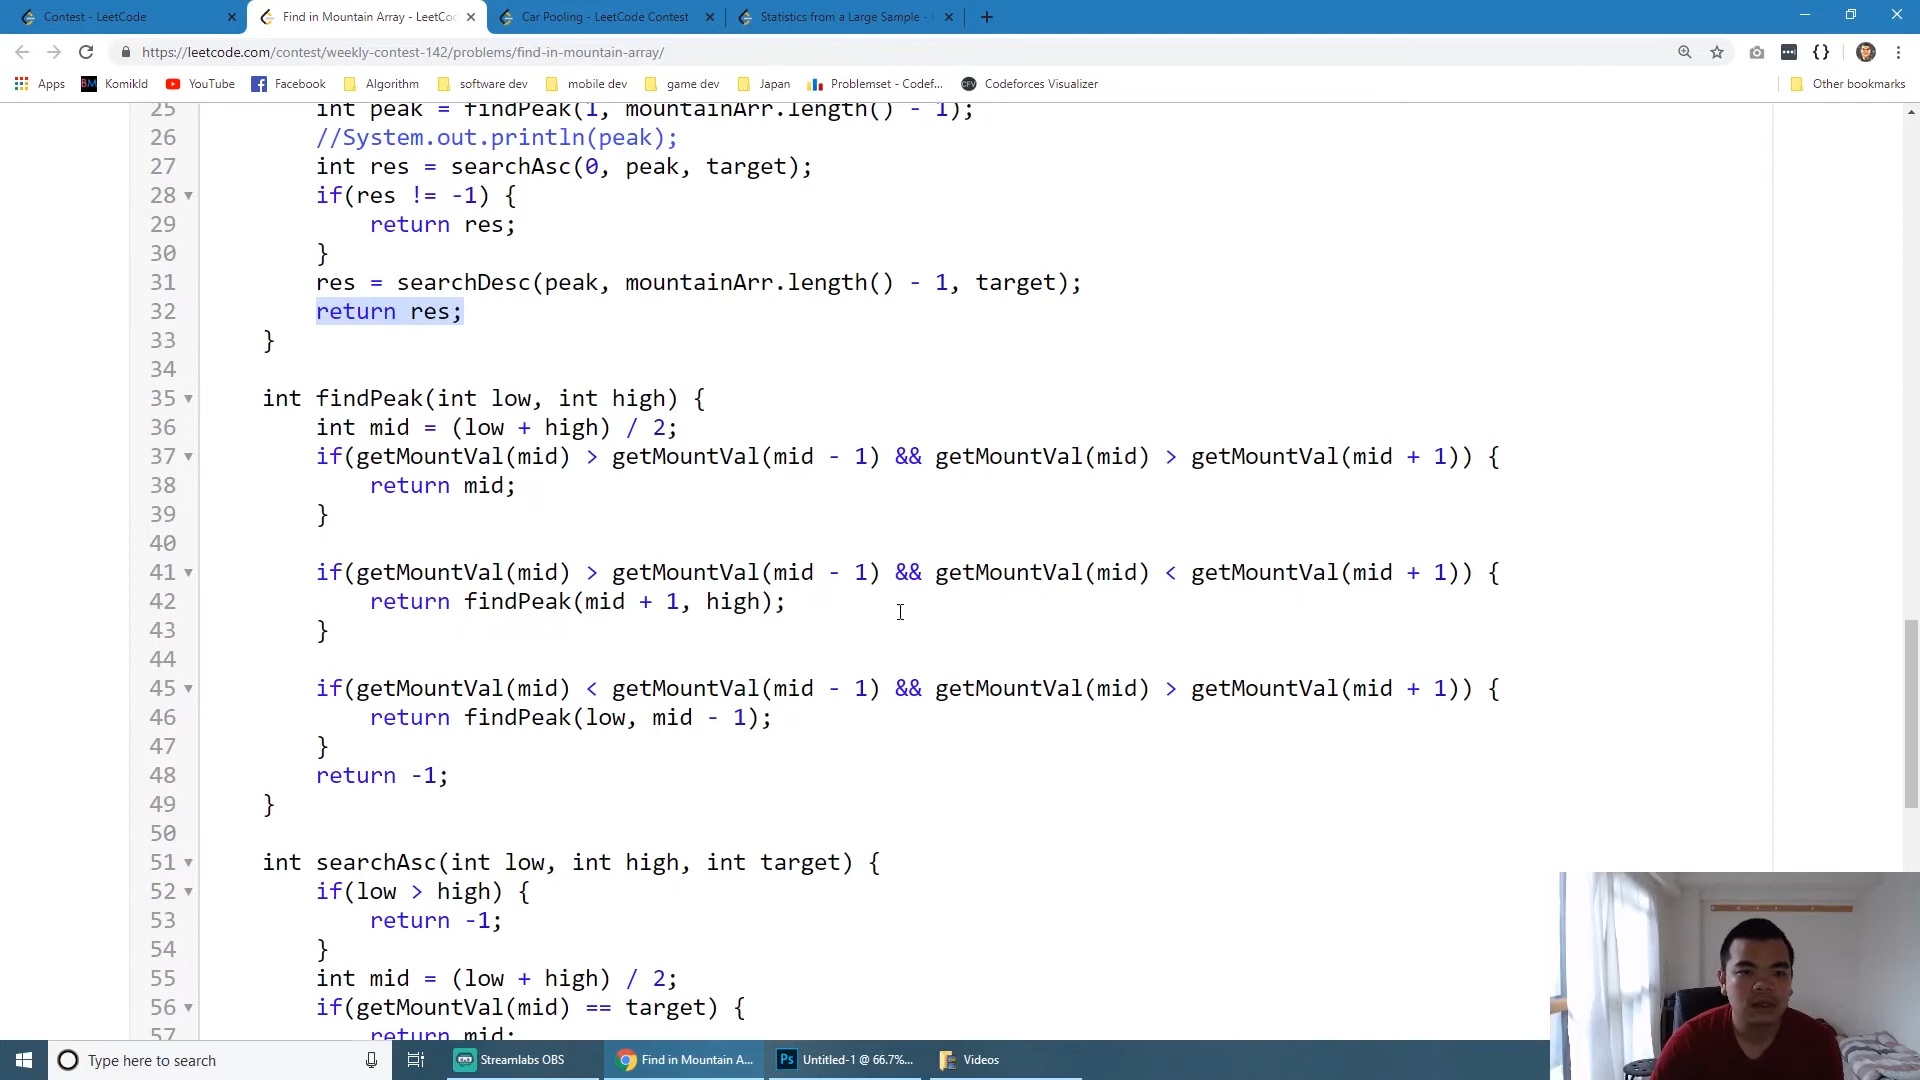 Contest - LeetCode
Find in Mountain Array - LeetCo
Car Pooling - LeetCode Contest
Statistics from a Large Sample -
https://leetcode.com/contest/weekly-contest-142/problems/find-in-mountain-array/
Apps
BM
KomikId
YouTube
Facebook
Algorithm
software dev
mobile dev
game dev
Japan
Problemset - Codef...
CFV
Codeforces Visualizer
Other bookmarks
25 int peak = findPeak(1, mountainArr.length() - 1);
26 //System.out.println(peak);
27 int res = searchAsc(0, peak, target);
28 if(res != -1) {
29 return res;
30 }
31 res = searchDesc(peak, mountainArr.length() - 1, target);
32 return res;
33 }
34
35 int findPeak(int low, int high) {
36 int mid = (low + high) / 2;
37 if(getMountVal(mid) > getMountVal(mid - 1) && getMountVal(mid) > getMountVal(mid + 1)) {
38 return mid;
39 }
40
41 if(getMountVal(mid) > getMountVal(mid - 1) && getMountVal(mid) < getMountVal(mid + 1)) {
42 return findPeak(mid + 1, high);
43 }
44
45 if(getMountVal(mid) < getMountVal(mid - 1) && getMountVal(mid) > getMountVal(mid + 1)) {
46 return findPeak(low, mid - 1);
47 }
48 return -1;
49 }
50
51 int searchAsc(int low, int high, int target) {
52 if(low > high) {
53 return -1;
54 }
55 int mid = (low + high) / 2;
56 if(getMountVal(mid) == target) {
57 return mid;
Type here to search
Streamlabs OBS
Find in Mountain A...
Ps
Untitled-1 @ 66.7%...
Videos